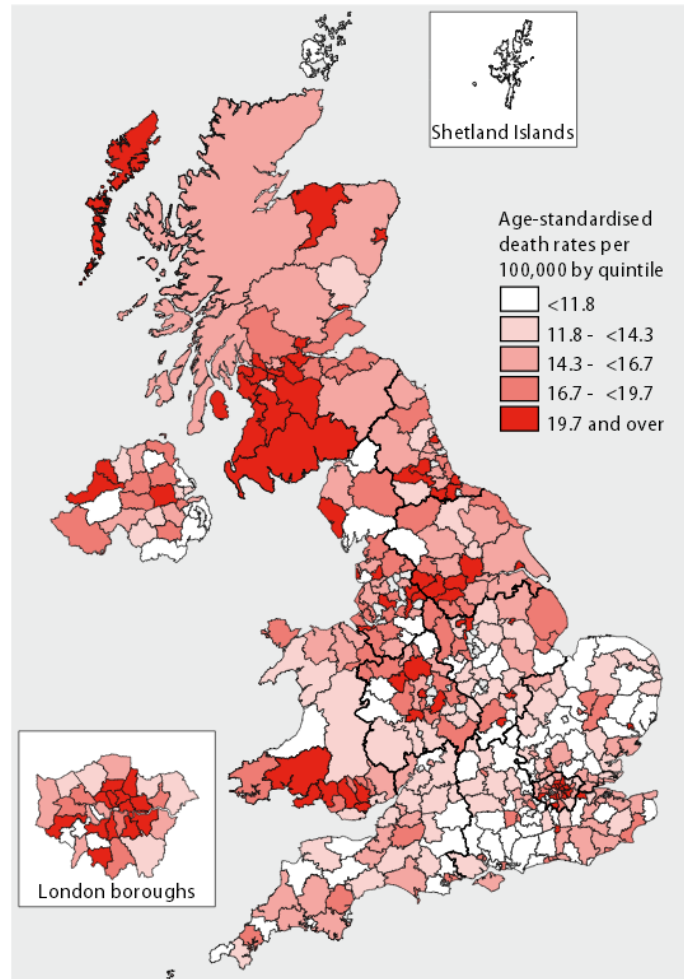 Shetland Islands
Age-standardised
death rates per
100,000 by quintile
<11.8
11.8 - <14.3
14.3 - <16.7
16.7 - <19.7
19.7 and over
London boroughs